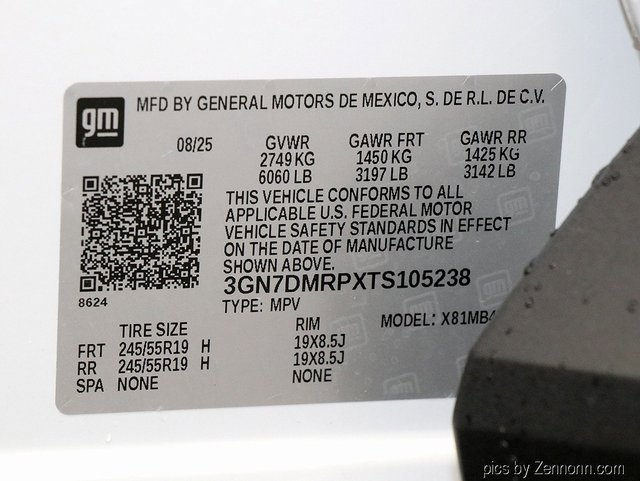 gm MFD BY GENERAL MOTORS DE MEXICO, S. DE R.L. DE C.V.
08/25 GVWR GAWR FRT GAWR RR
2749 KG 1450 KG 1425 KG
6060 LB 3197 LB 3142 LB
THIS VEHICLE CONFORMS TO ALL
APPLICABLE U.S. FEDERAL MOTOR
VEHICLE SAFETY STANDARDS IN EFFECT
ON THE DATE OF MANUFACTURE
SHOWN ABOVE.
3GN7DMRPXTS105238
8624 TYPE: MPV
TIRE SIZE RIM MODEL: X81MB4
FRT 245/55R19 H 19X8.5J
RR 245/55R19 H 19X8.5J
SPA NONE NONE
pics by Zennonn.com